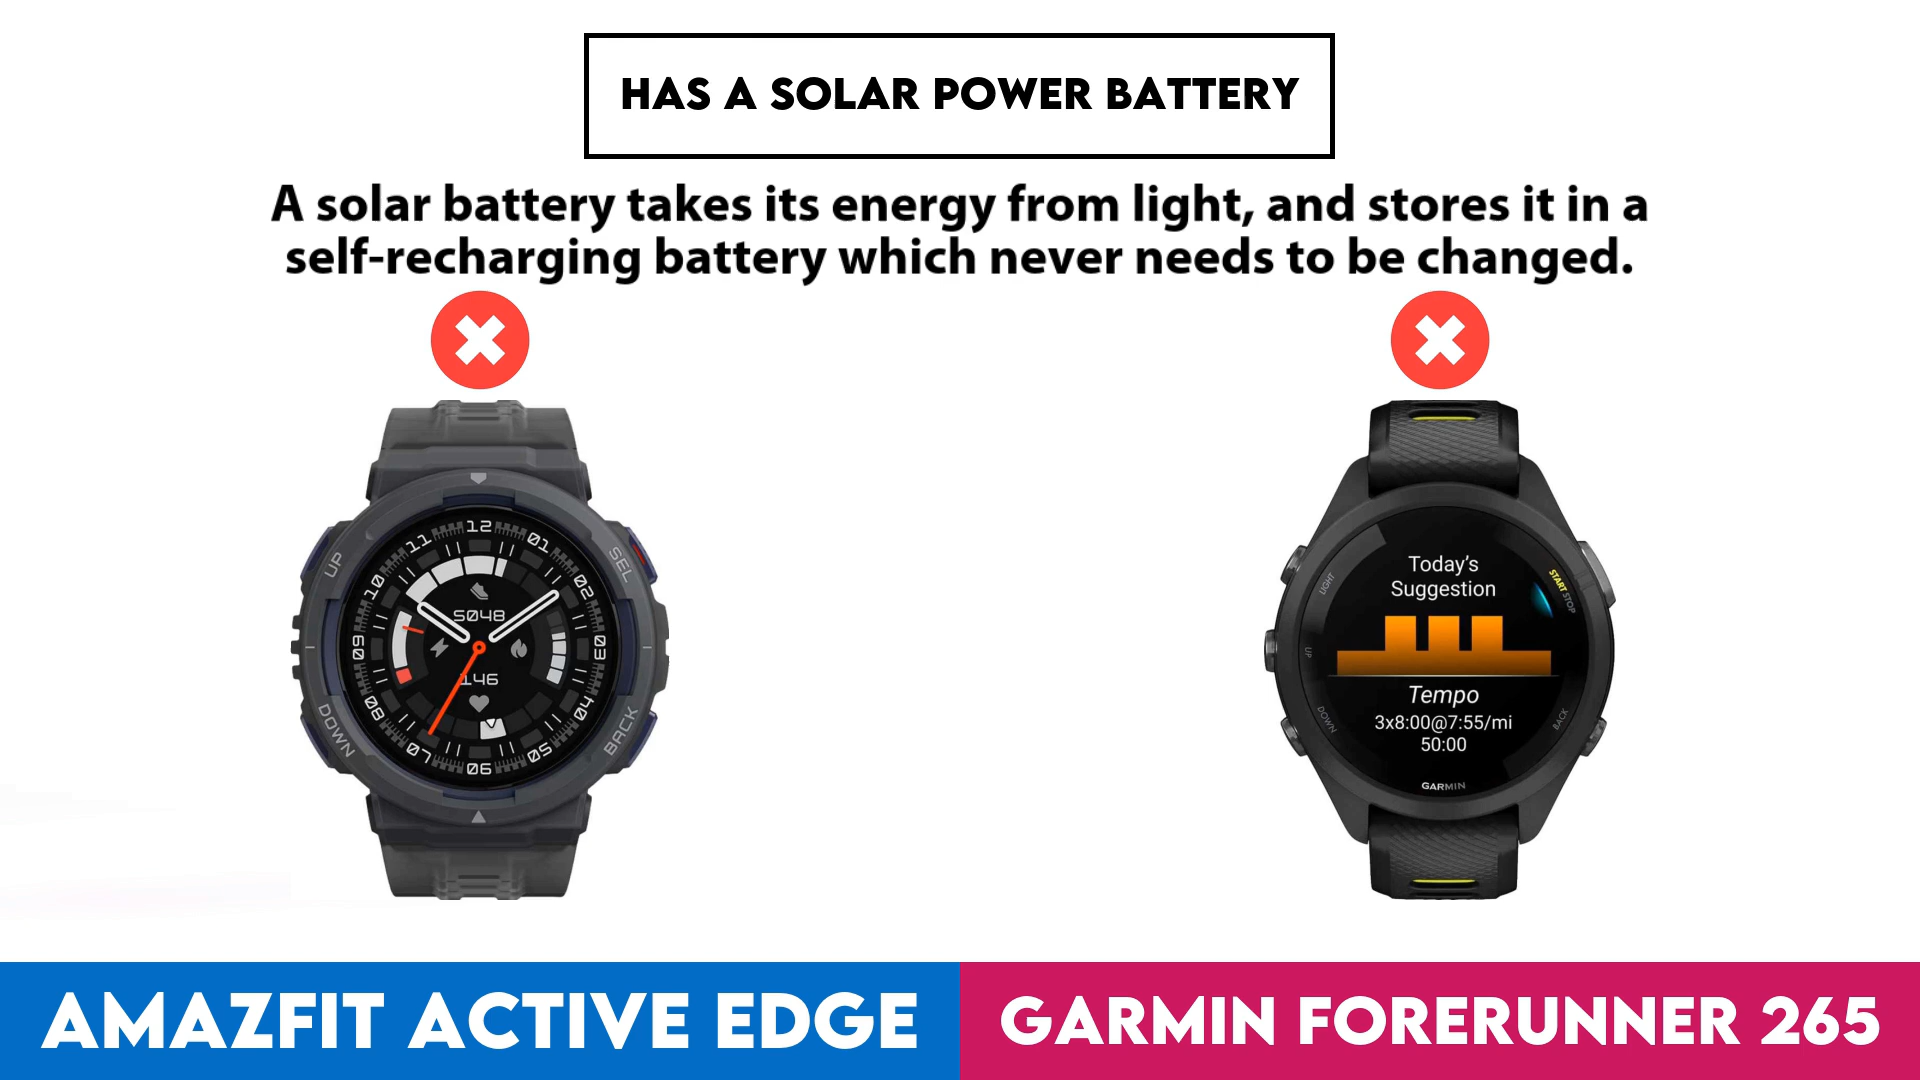 HAS A SOLAR POWER BATTERY
A solar battery takes its energy from light, and stores it in a
self-recharging battery which never needs to be changed.
UP
SEL
DOWN
BACK
12
01
02
03
04
05
06
07
08
09
10
11
5048
146
LIGHT
START STOP
UP
DOWN
BACK
Today's
Suggestion
Tempo
3x8:00@7:55/mi
50:00
GARMIN
AMAZFIT ACTIVE EDGE
GARMIN FORERUNNER 265